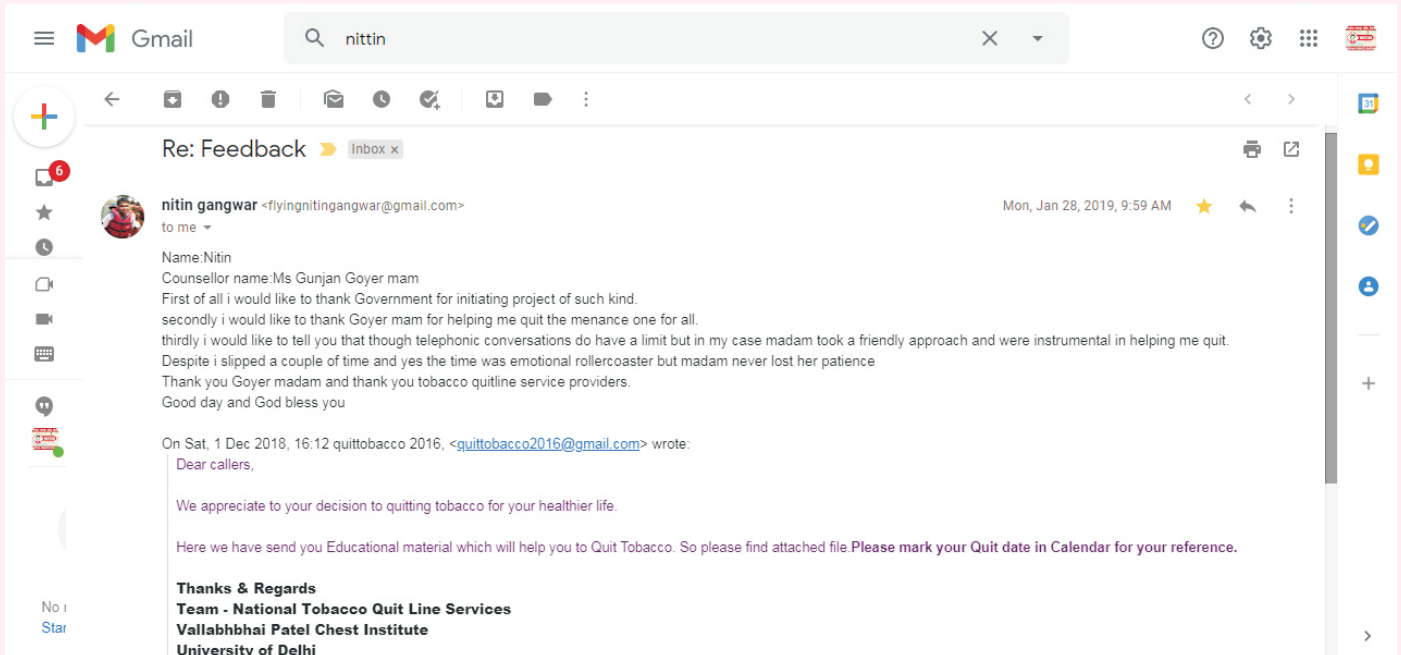 Gmail
nittin
31
6
Re: Feedback Inbox x
nitin gangwar <flyingnitingangwar@gmail.com> Mon, Jan 28, 2019, 9:59 AM
to me
Name:Nitin
Counsellor name:Ms Gunjan Goyer mam
First of all i would like to thank Government for initiating project of such kind.
secondly i would like to thank Goyer mam for helping me quit the menance one for all.
thirdly i would like to tell you that though telephonic conversations do have a limit but in my case madam took a friendly approach and were instrumental in helping me quit.
Despite i slipped a couple of time and yes the time was emotional rollercoaster but madam never lost her patience
Thank you Goyer madam and thank you tobacco quitline service providers.
Good day and God bless you
On Sat, 1 Dec 2018, 16:12 quittobacco 2016, <quittobacco2016@gmail.com> wrote:
Dear callers,
We appreciate to your decision to quitting tobacco for your healthier life.
Here we have send you Educational material which will help you to Quit Tobacco. So please find attached file.Please mark your Quit date in Calendar for your reference.
Thanks & Regards
Team - National Tobacco Quit Line Services
No
Vallabhbhai Patel Chest Institute
Star
University of Delhi